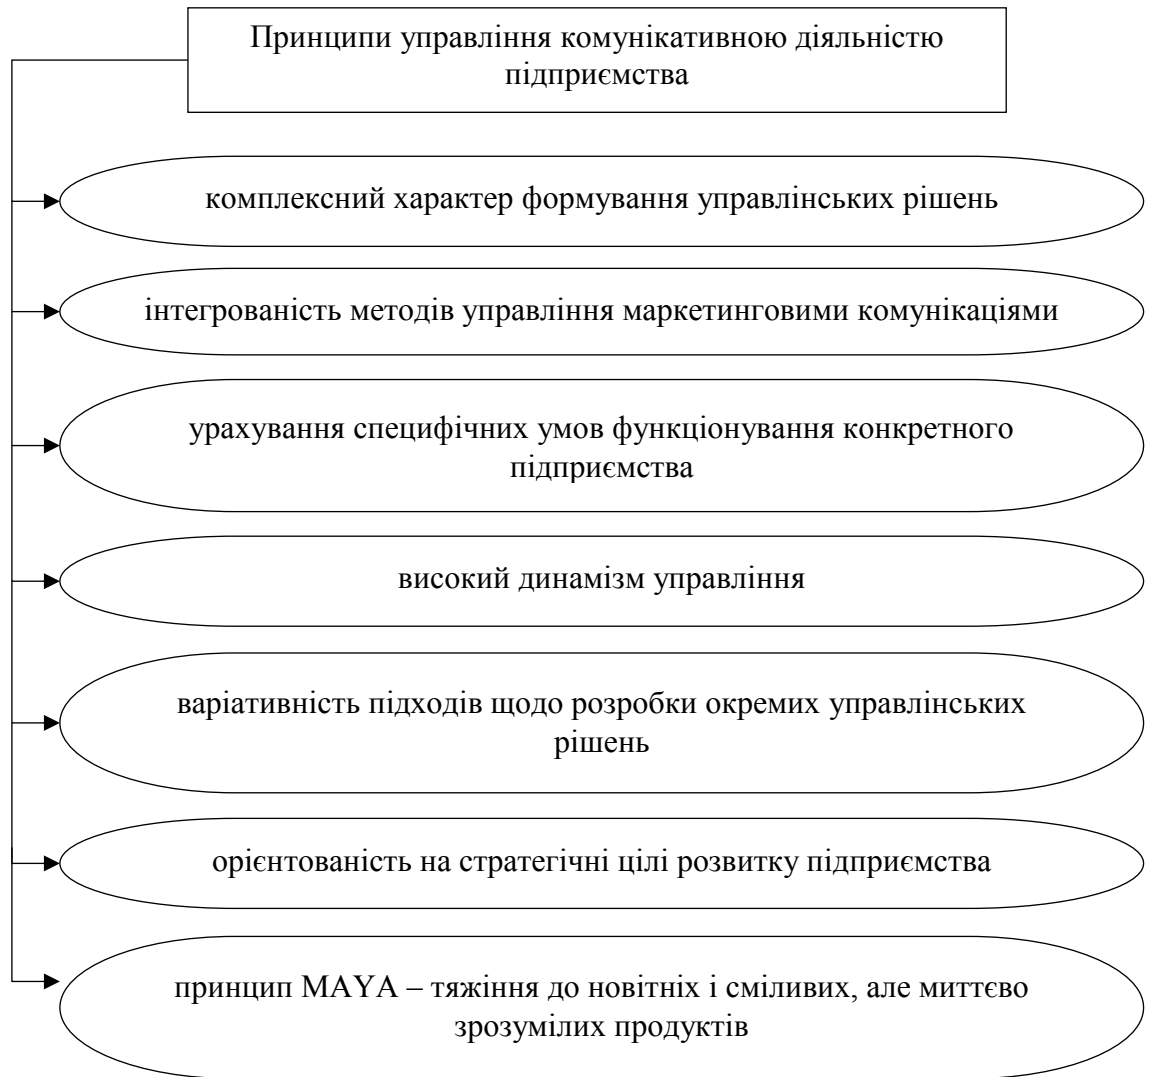 Принципи управління комунікативною діяльністю
підприємства
комплексний характер формування управлінських рішень
інтегрованість методів управління маркетинговими комунікаціями
урахування специфічних умов функціонування конкретного
підприємства
високий динамізм управління
варіативність підходів щодо розробки окремих управлінських
рішень
орієнтованість на стратегічні цілі розвитку підприємства
принцип MAYA – тяжіння до новітніх і сміливих, але миттєво
зрозумілих продуктів